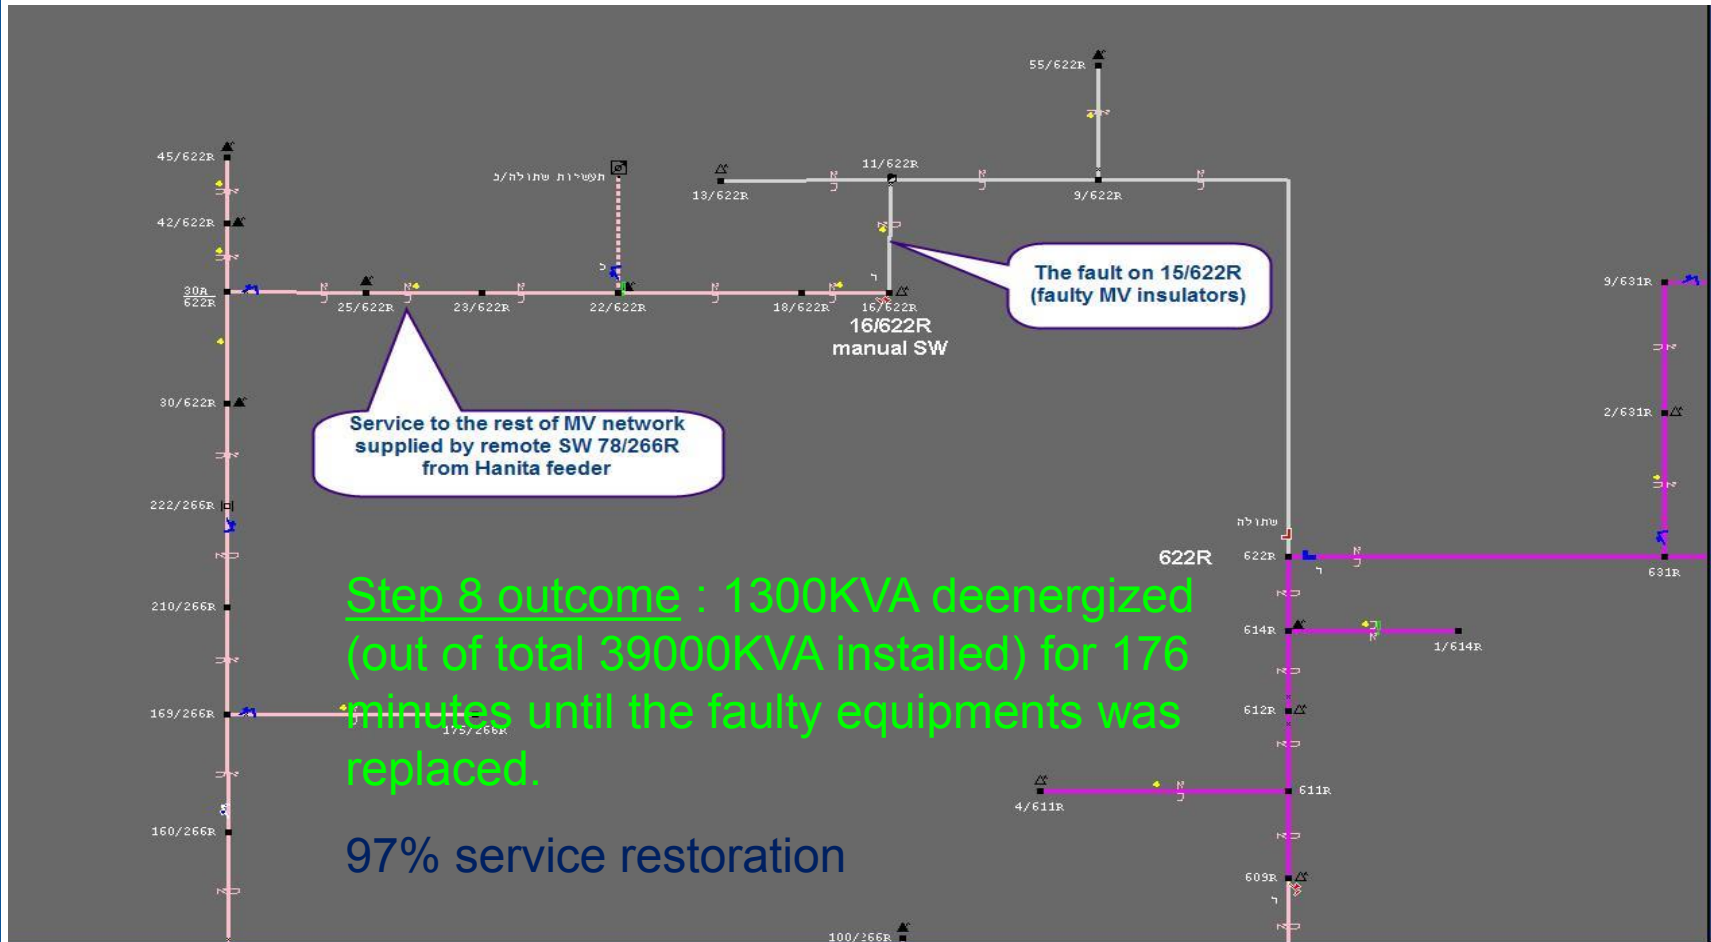 55/622R
45/622R
תעשיות שתולה/נ
11/622R
13/622R
9/622R
42/622R
The fault on 15/622R
(faulty MV insulators)
9/631R
30A
622R
25/622R
23/622R
22/622R
18/622R
16/622R
16/622R
manual SW
30/622R
2/631R
Service to the rest of MV network
supplied by remote SW 78/266R
from Hanita feeder
222/266R
שתולה
622R
622R
631R
Step 8 outcome : 1300KVA deenergized
(out of total 39000KVA installed) for 176
minutes until the faulty equipments was
replaced.
210/266R
614R
1/614R
169/266R
175/266R
612R
4/611R
611R
160/266R
97% service restoration
609R
100/266R